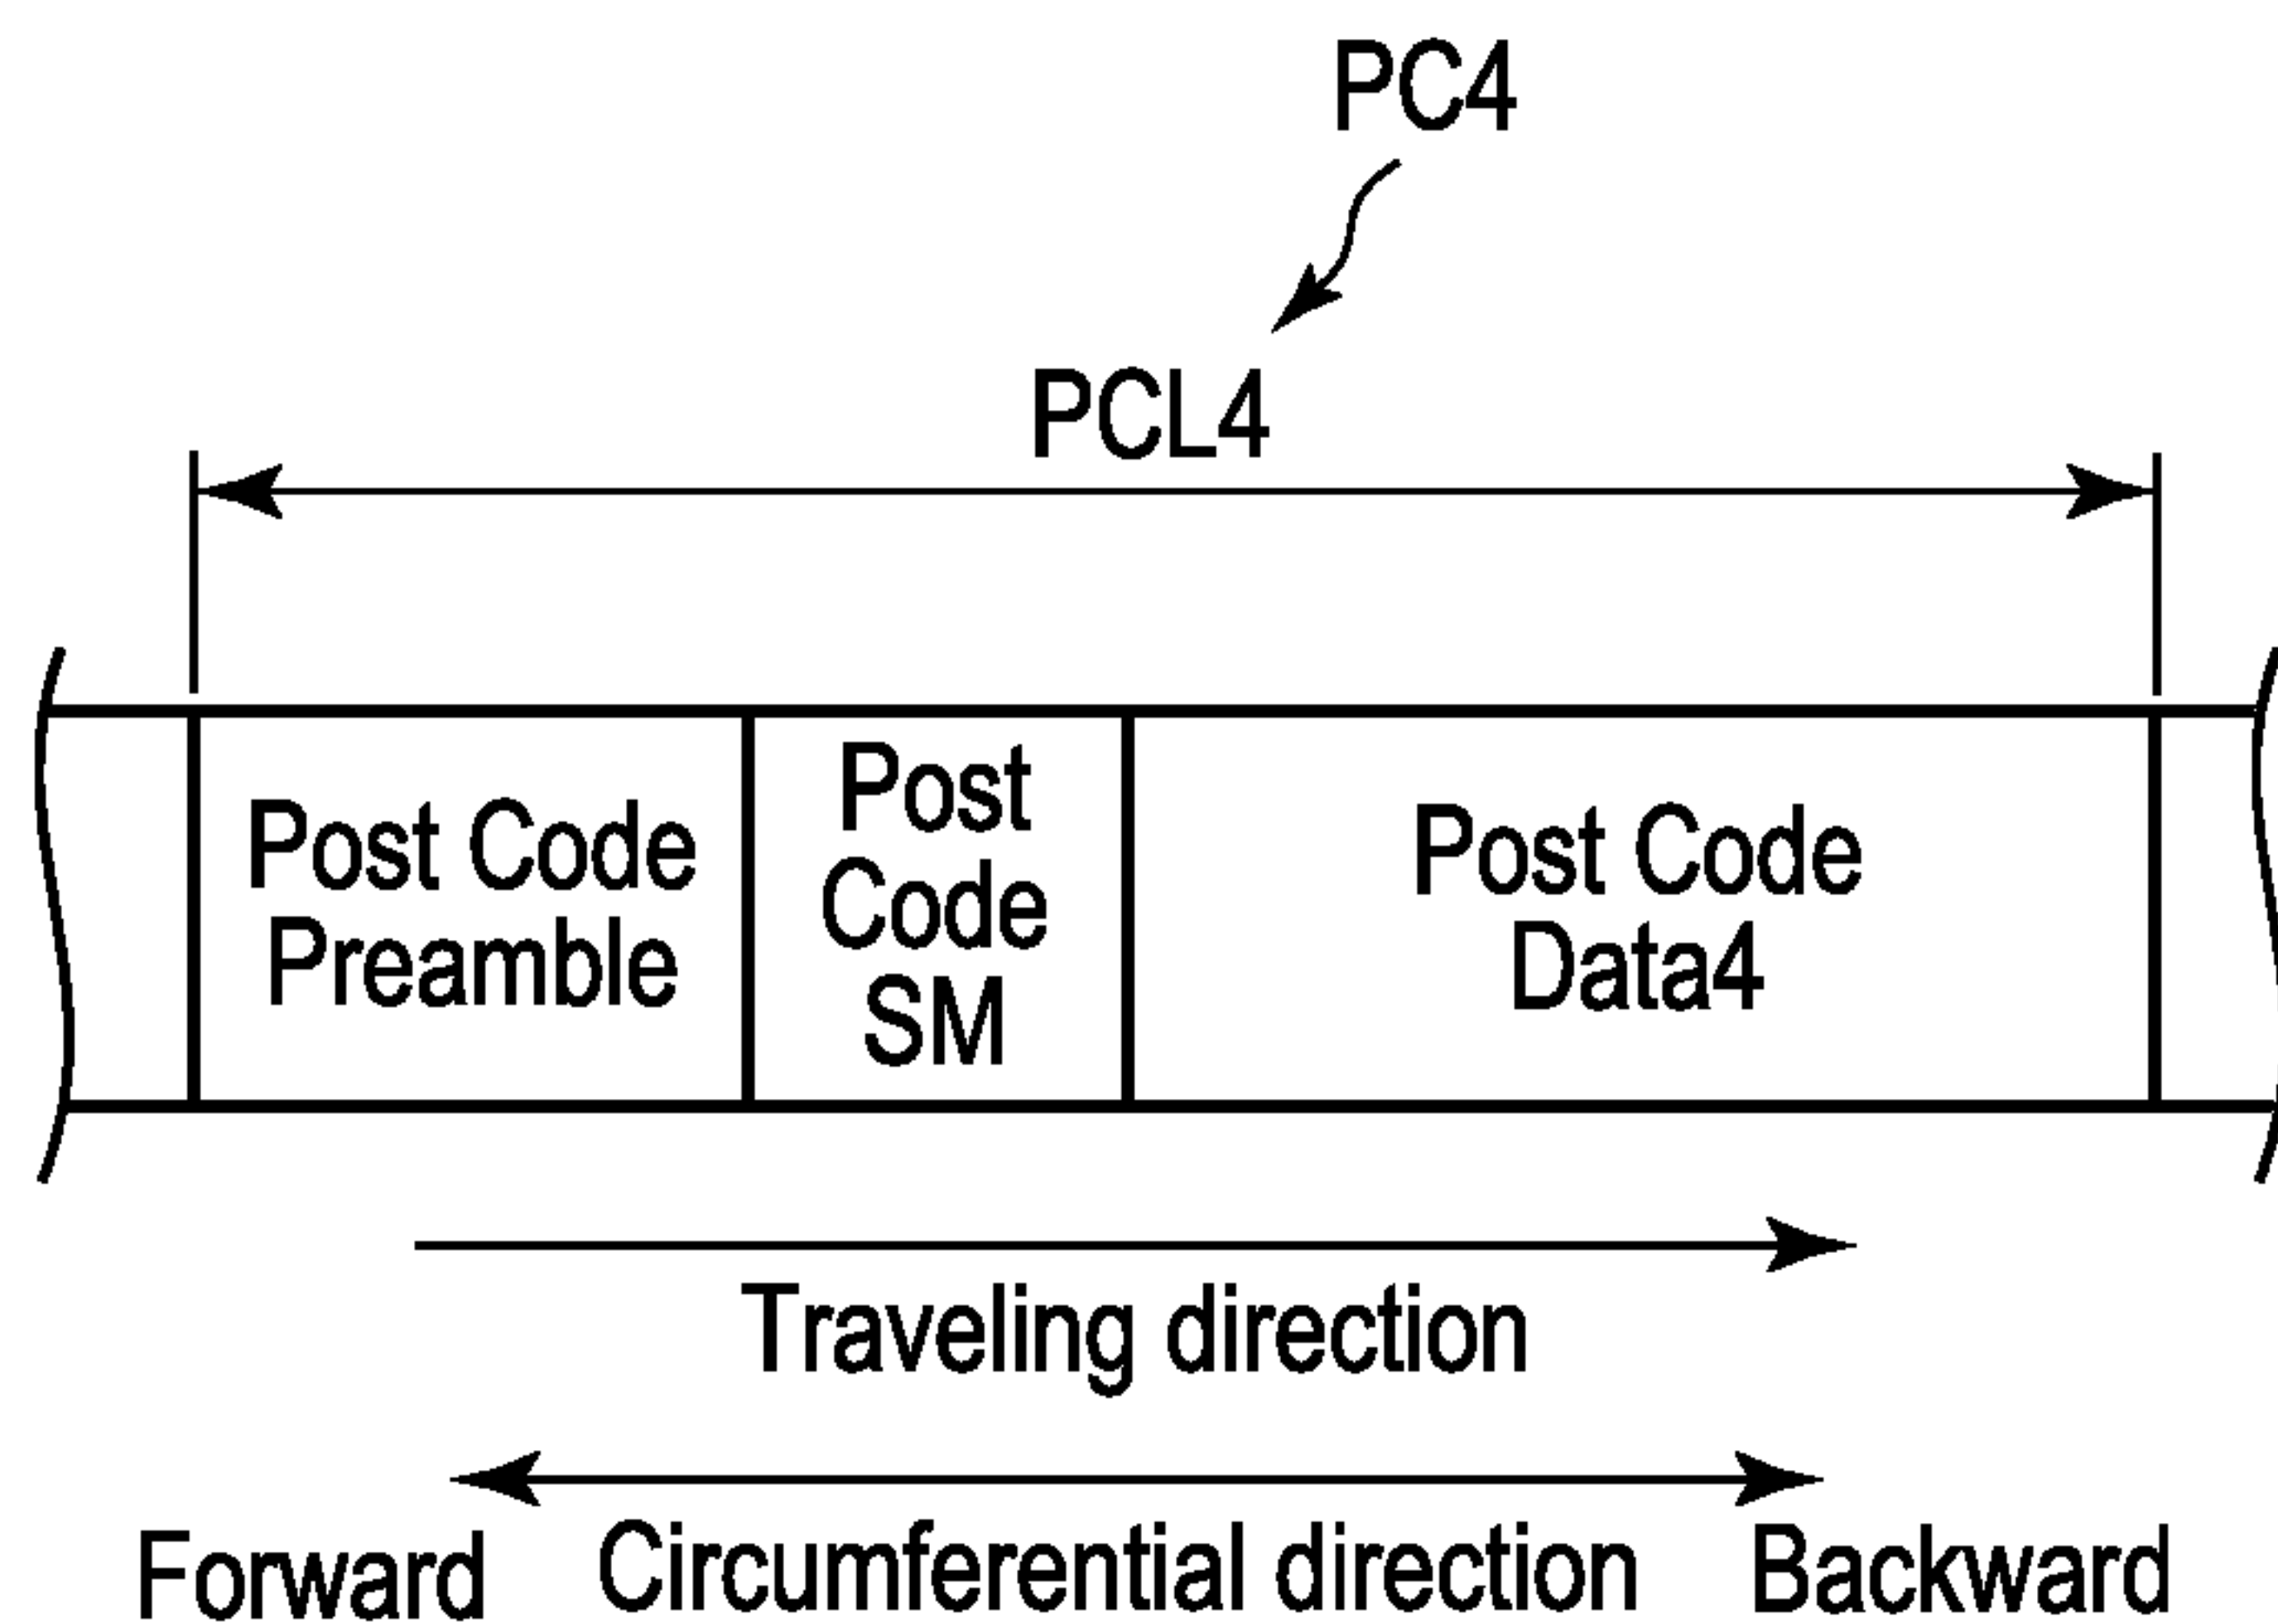 PC4
PCL4
Post Code
Preamble
Post
Code
SM
Post Code
Data4
Traveling direction
Forward
Circumferential direction
Backward